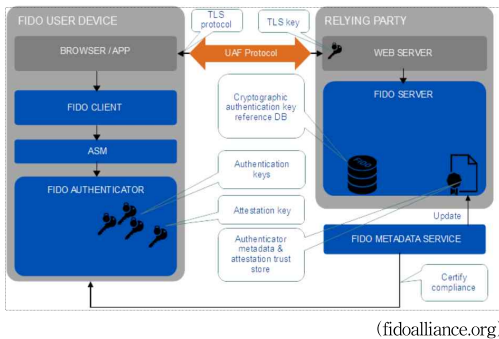 FIDO USER DEVICE
BROWSER / APP
FIDO CLIENT
ASM
FIDO AUTHENTICATOR
TLS
protocol
TLS key
UAF Protocol
Cryptographic
authentication key
reference DB
Authentication
keys
Attestation key
Authenticator
metadata &
attestation trust
store
RELYING PARTY
WEB SERVER
FIDO SERVER
FIDO
Update
FIDO METADATA SERVICE
Certify
compliance
(fidoalliance.org)